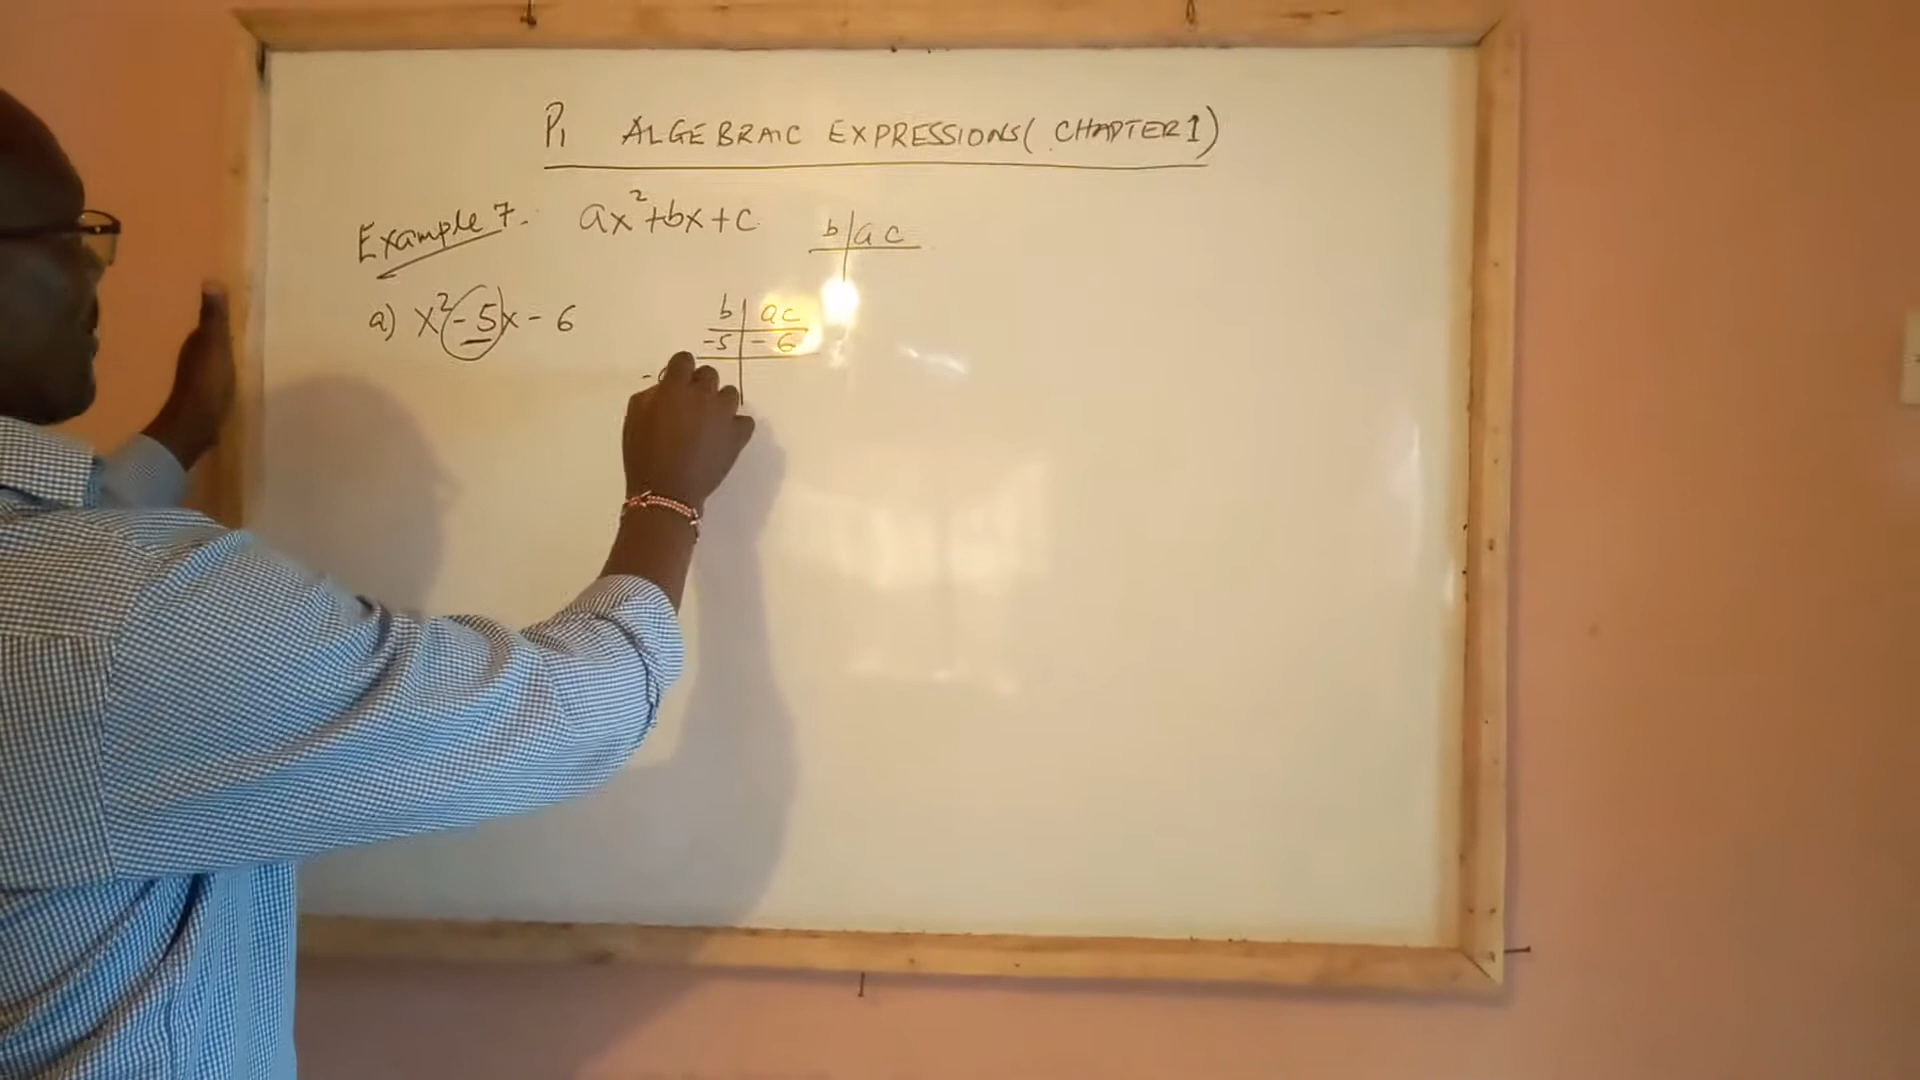 P₁ ALGEBRAIC EXPRESSIONS (CHAPTER 1)
Example 7. ax²+bx+c b | ac
a) x² - 5x - 6 b | ac
-5 | -6
-